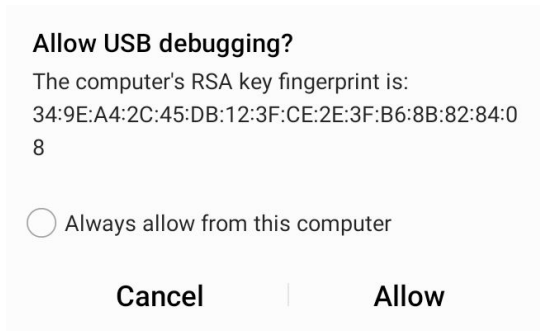 Allow USB debugging?
The computer's RSA key fingerprint is:
34:9E:A4:2C:45:DB:12:3F:CE:2E:3F:B6:8B:82:84:0
8
Always allow from this computer
Cancel
Allow